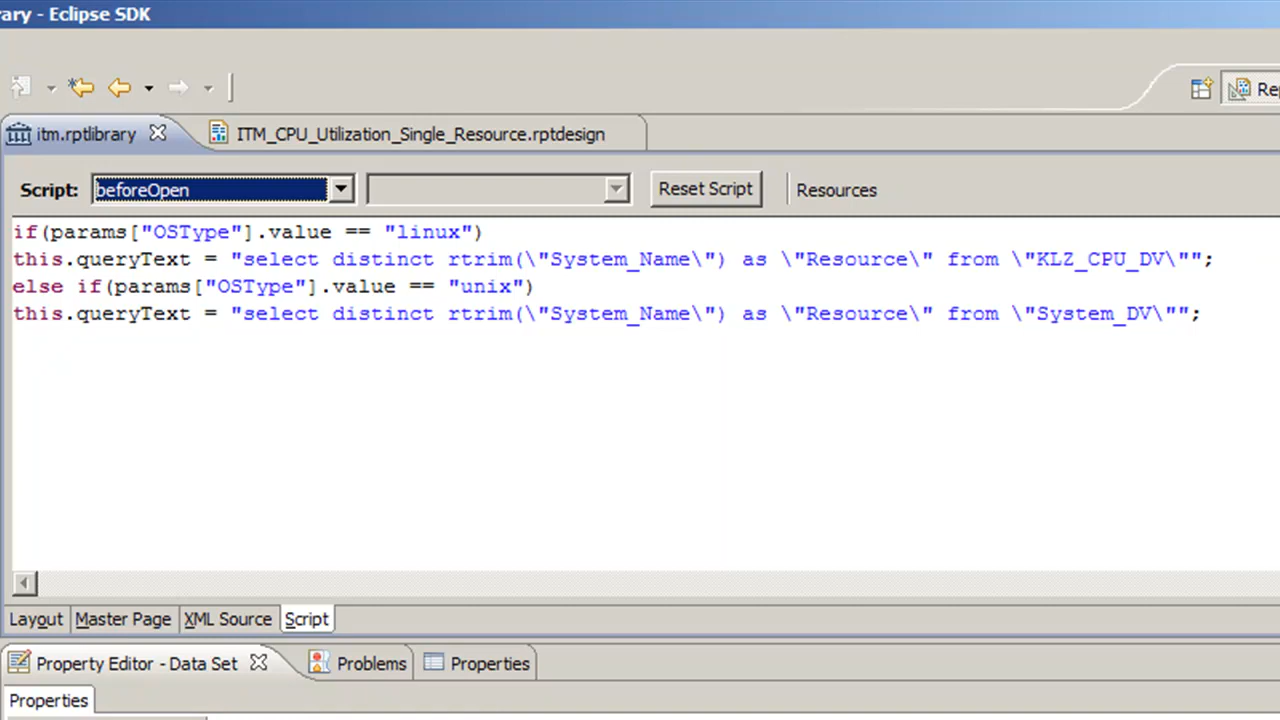 rary - Eclipse SDK
Rep
itm.rptlibrary
ITM_CPU_Utilization_Single_Resource.rptdesign
Script: beforeOpen Reset Script Resources
if(params["OSType"].value == "linux")
this.queryText = "select distinct rtrim(\"System_Name\") as \"Resource\" from \"KLZ_CPU_DV\"";
else if(params["OSType"].value == "unix")
this.queryText = "select distinct rtrim(\"System_Name\") as \"Resource\" from \"System_DV\"";
Layout Master Page XML Source Script
Property Editor - Data Set Problems Properties
Properties